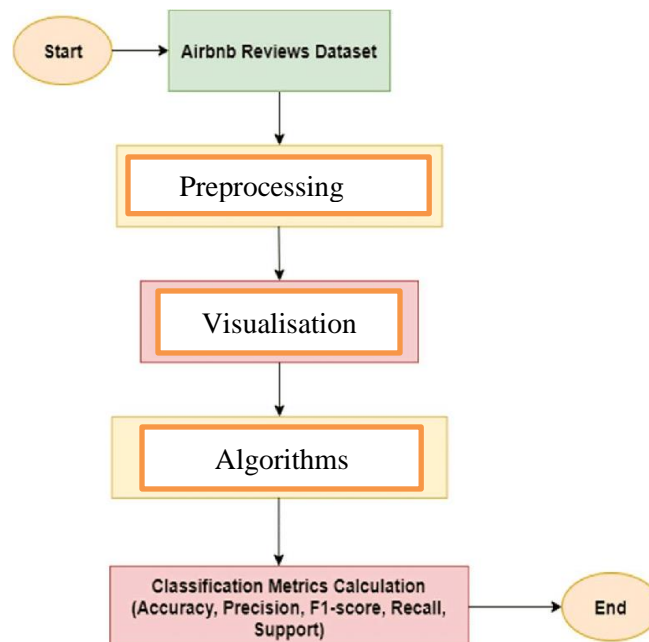 Start
Airbnb Reviews Dataset
Preprocessing
Visualisation
Algorithms
Classification Metrics Calculation
(Accuracy, Precision, F1-score, Recall,
Support)
End